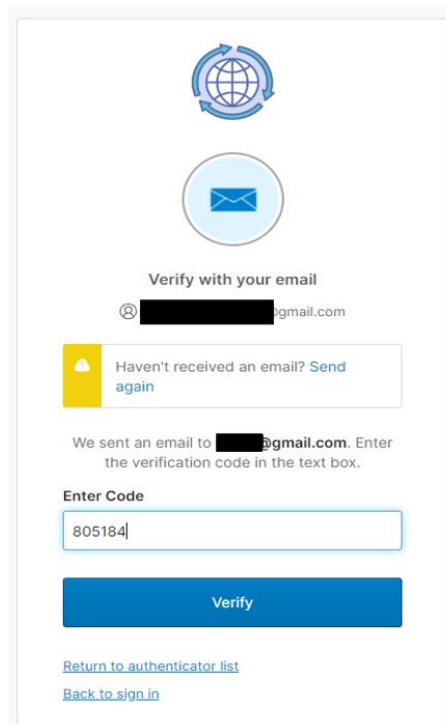 Verify with your email
@gmail.com
Haven't received an email? Send
again
We sent an email to @gmail.com. Enter
the verification code in the text box.
Enter Code
805184
Verify
Return to authenticator list
Back to sign in